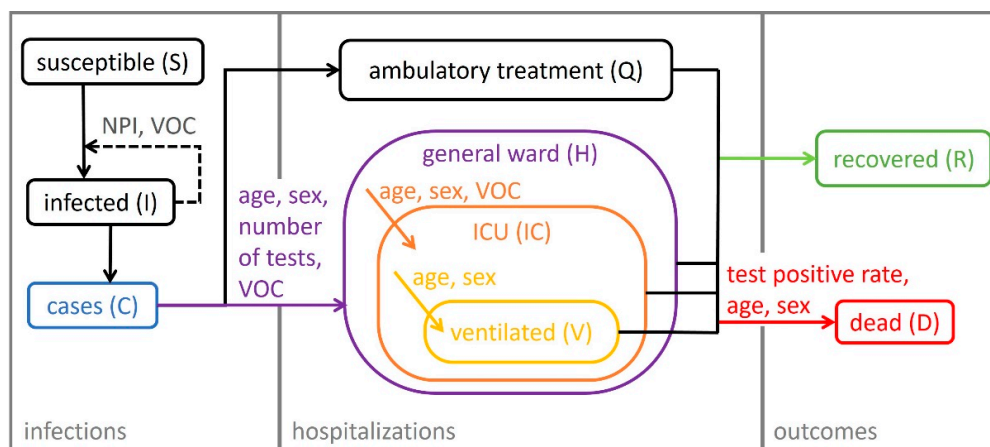 susceptible (S)
NPI, VOC
infected (I)
cases (C)
infections
ambulatory treatment (Q)
age, sex,
number
of tests,
VOC
general ward (H)
age, sex, VOC
ICU (IC)
age, sex
ventilated (V)
hospitalizations
recovered (R)
test positive rate,
age, sex
dead (D)
outcomes